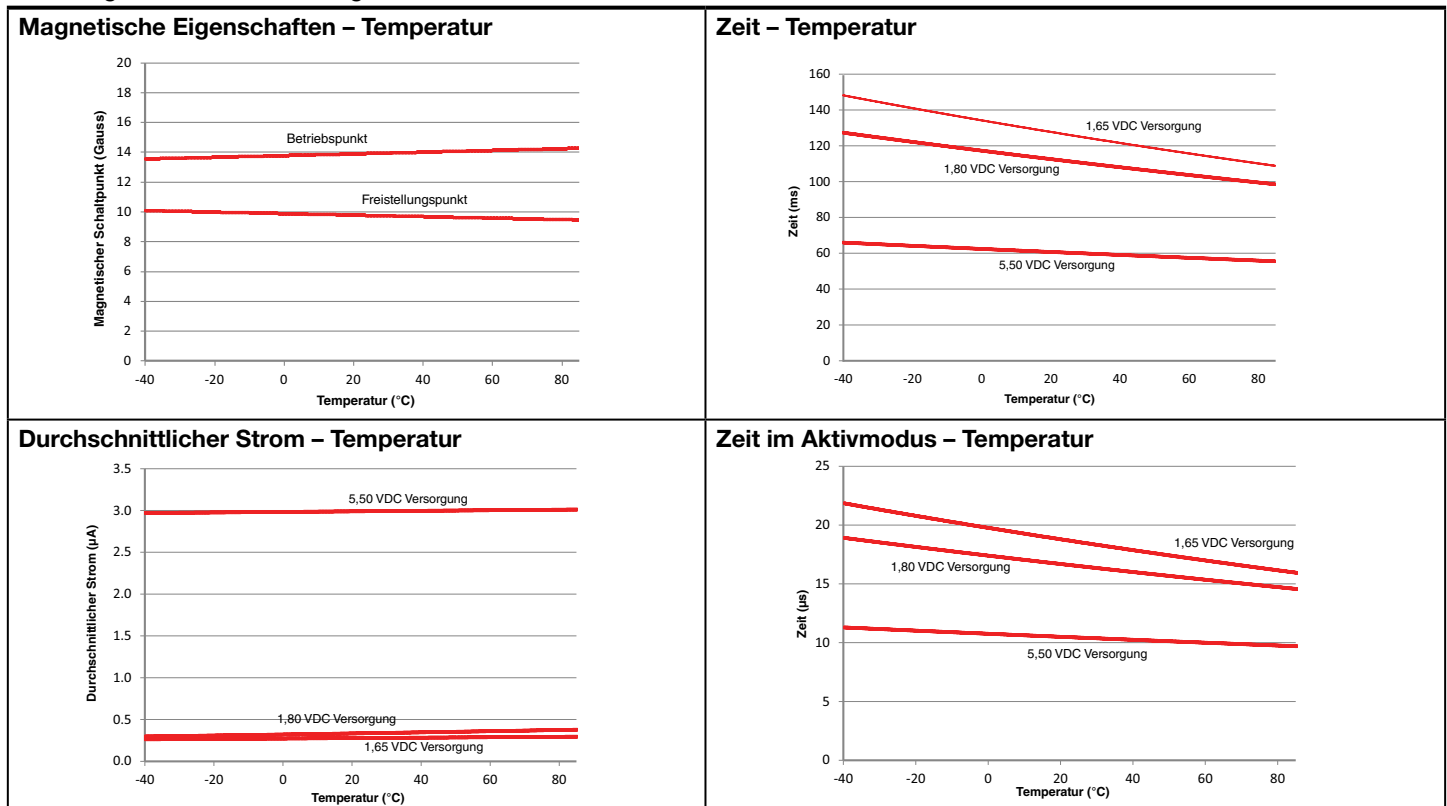 Magnetische Eigenschaften – Temperatur
20
18
16
14
12
10
8
6
4
2
0
Magnetischer Schaltpunkt (Gauss)
Betriebspunkt
Freistellungspunkt
-40 -20 0 20 40 60 80
Temperatur (°C)
Zeit – Temperatur
160
140
120
100
80
60
40
20
0
Zeit (ms)
1,65 VDC Versorgung
1,80 VDC Versorgung
5,50 VDC Versorgung
-40 -20 0 20 40 60 80
Temperatur (°C)
Durchschnittlicher Strom – Temperatur
3.5
3.0
2.5
2.0
1.5
1.0
0.5
0.0
Durchschnittlicher Strom (µA)
5,50 VDC Versorgung
1,80 VDC Versorgung
1,65 VDC Versorgung
-40 -20 0 20 40 60 80
Temperatur (°C)
Zeit im Aktivmodus – Temperatur
25
20
15
10
5
0
Zeit (µs)
1,65 VDC Versorgung
1,80 VDC Versorgung
5,50 VDC Versorgung
-40 -20 0 20 40 60 80
Temperatur (°C)